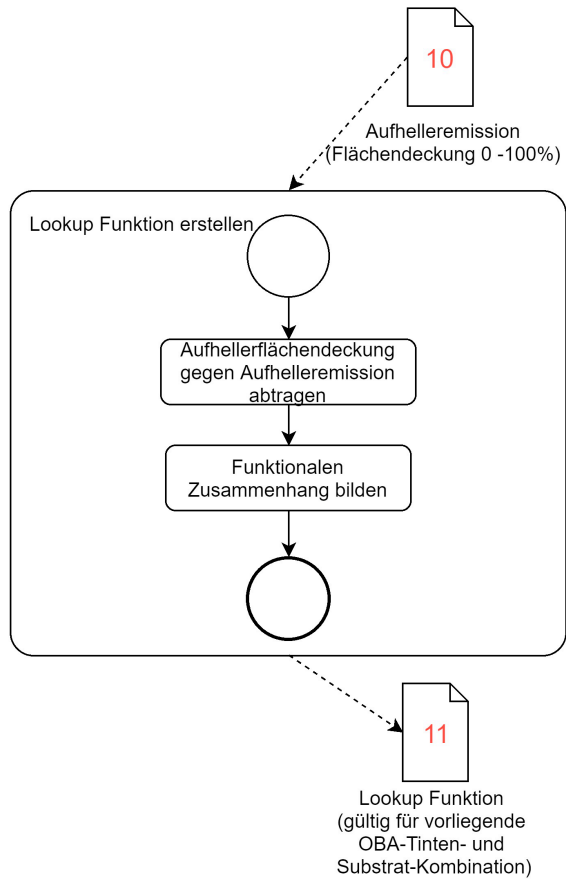 10
Aufhelleremission
(Flächendeckung 0 -100%)
Lookup Funktion erstellen
Aufhellerflächendeckung
gegen Aufhelleremission
abtragen
Funktionalen
Zusammenhang bilden
11
Lookup Funktion
(gültig für vorliegende
OBA-Tinten- und
Substrat-Kombination)